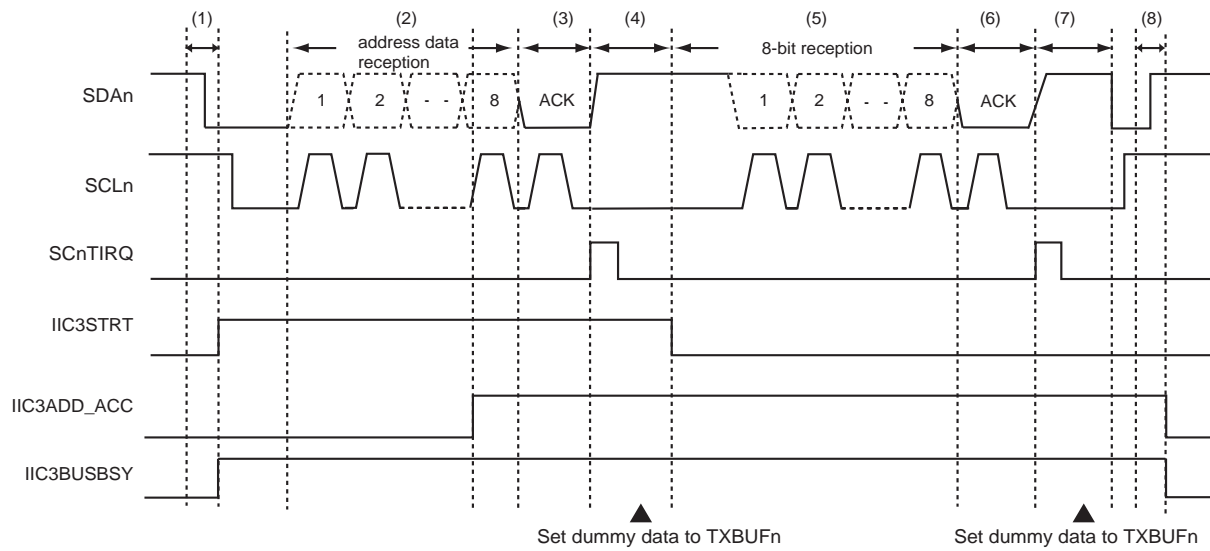 (1) (2) (3) (4) (5) (6) (7) (8)
address data
reception
8-bit reception
SDAn 1 2 - - 8 ACK 1 2 - - 8 ACK
SCLn
SCnTIRQ
IIC3STRT
IIC3ADD_ACC
IIC3BUSBSY
Set dummy data to TXBUFn Set dummy data to TXBUFn